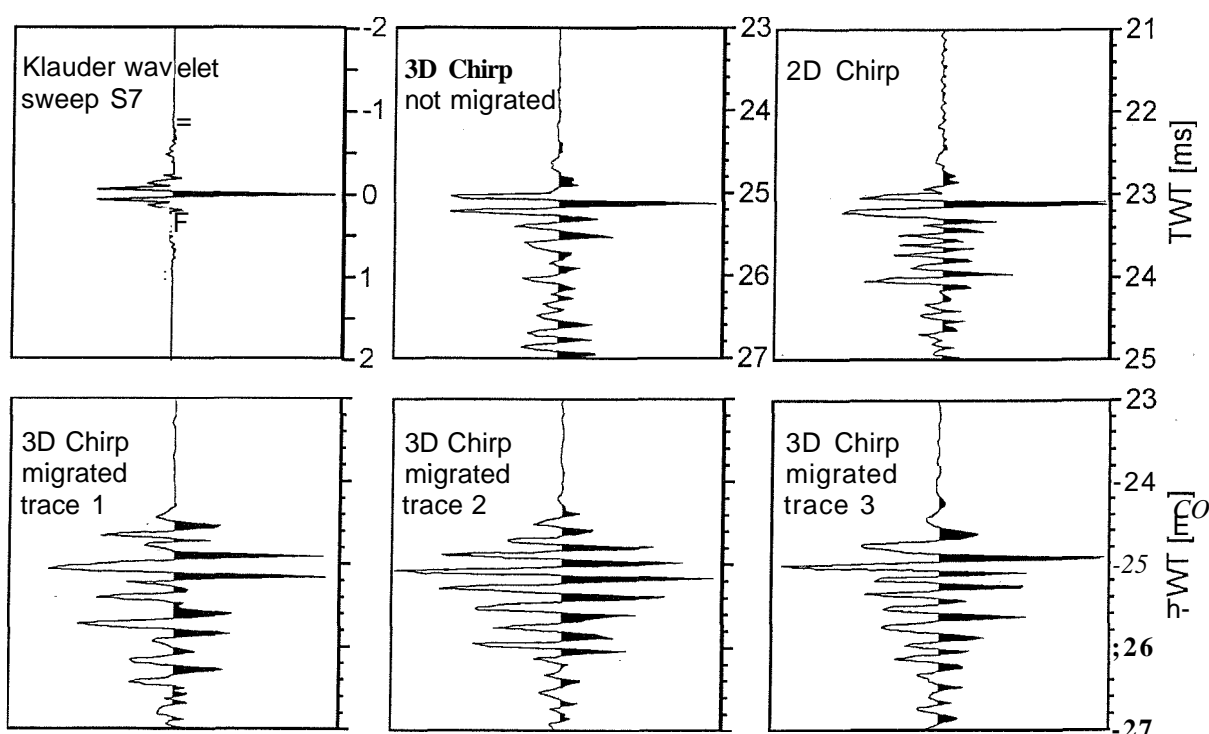 Klauder wavelet
sweep S7
-2
-1
0
1
2
3D Chirp
not migrated
23
24
25
26
27
2D Chirp
21
22
23
24
25
TWT [ms]
3D Chirp
migrated
trace 1
3D Chirp
migrated
trace 2
3D Chirp
migrated
trace 3
23
-24
-25
;26
-27